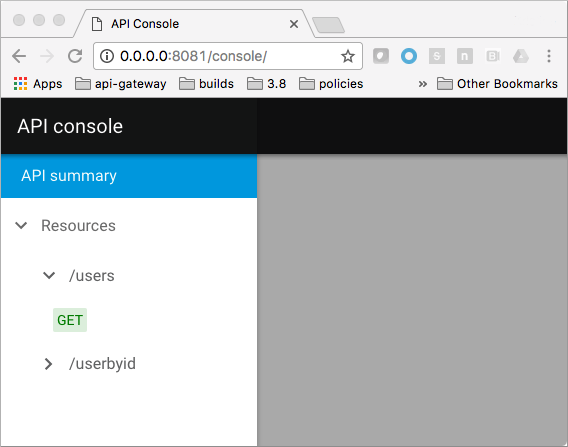 API Console
0.0.0.0:8081/console/
Apps api-gateway builds 3.8 policies » Other Bookmarks
API console
API summary
Resources
/users
GET
/userbyid